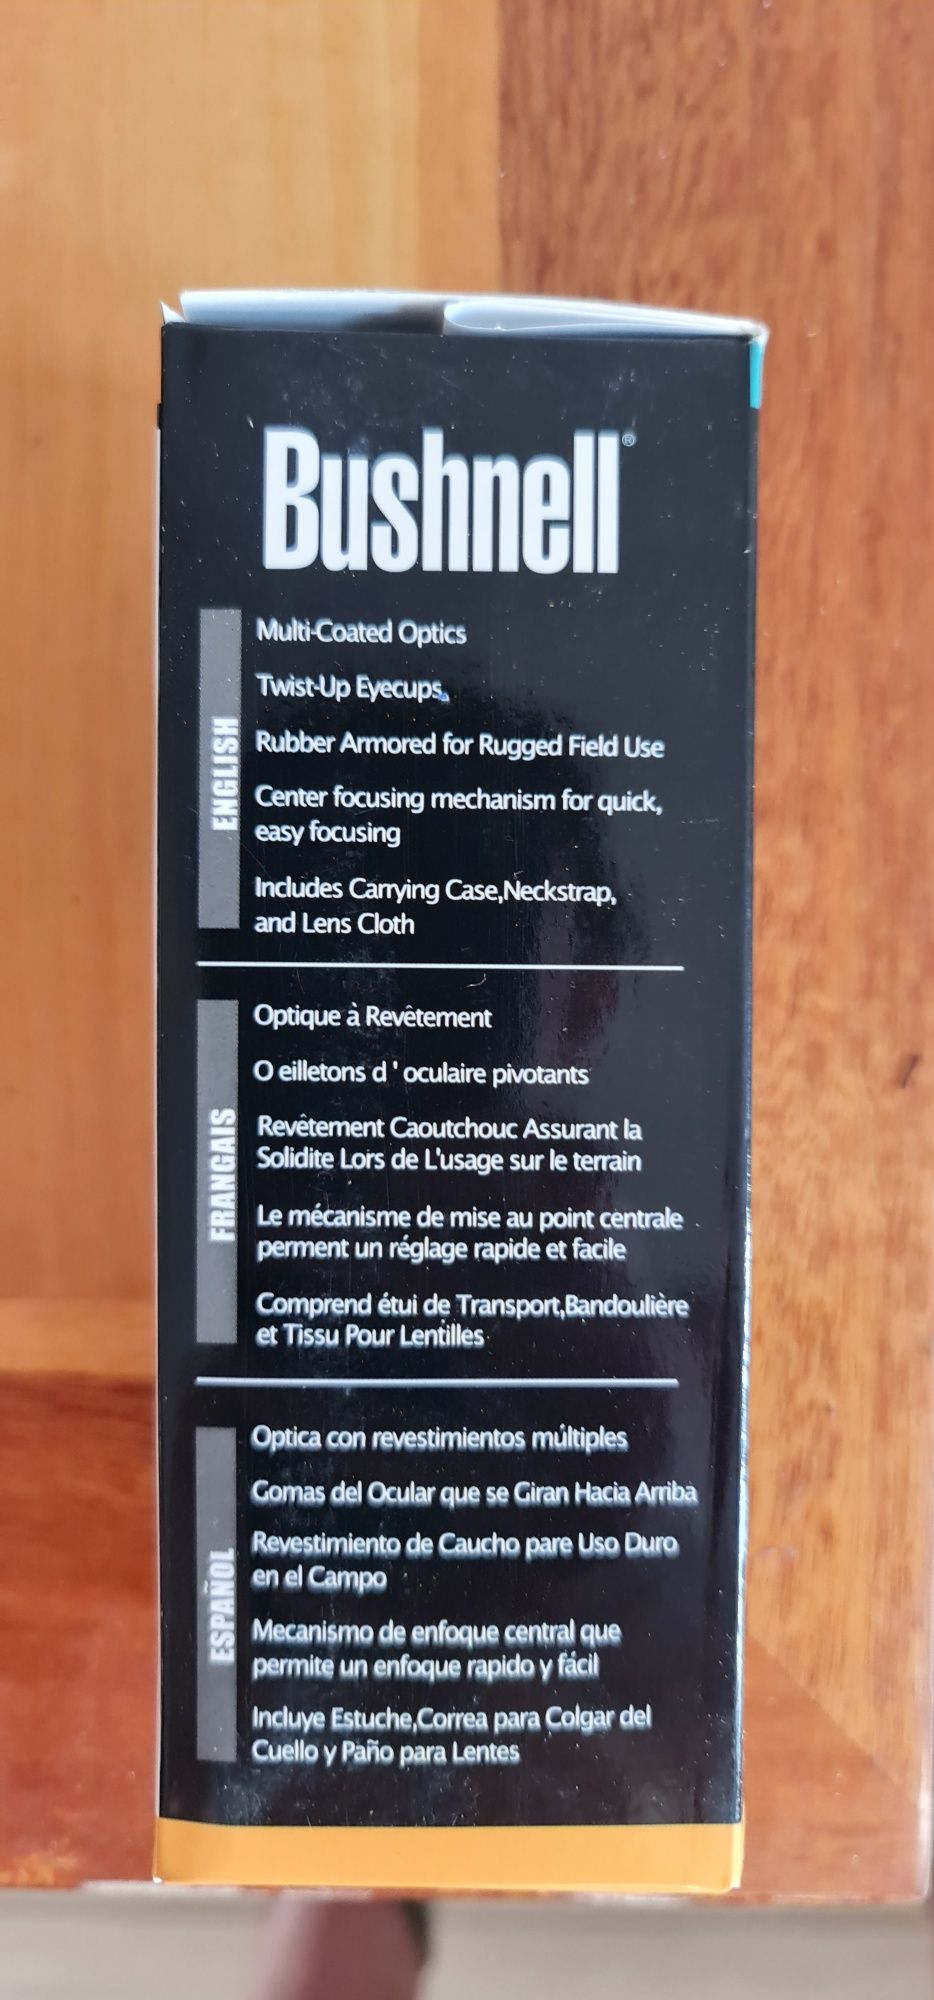 Bushnell®
ENGLISH
Multi-Coated Optics
Twist-Up Eyecups
Rubber Armored for Rugged Field Use
Center focusing mechanism for quick,
easy focusing
Includes Carrying Case,Neckstrap,
and Lens Cloth
FRANGAIS
Optique à Revêtement
O eilletons d ' oculaire pivotants
Revêtement Caoutchouc Assurant la
Solidite Lors de L'usage sur le terrain
Le mécanisme de mise au point centrale
perment un réglage rapide et facile
Comprend étui de Transport,Bandoulière
et Tissu Pour Lentilles
ESPAÑOL
Optica con revestimientos múltiples
Gomas del Ocular que se Giran Hacia Arriba
Revestimiento de Caucho pare Uso Duro
en el Campo
Mecanismo de enfoque central que
permite un enfoque rapido y fácil
Incluye Estuche,Correa para Colgar del
Cuello y Paño para Lentes